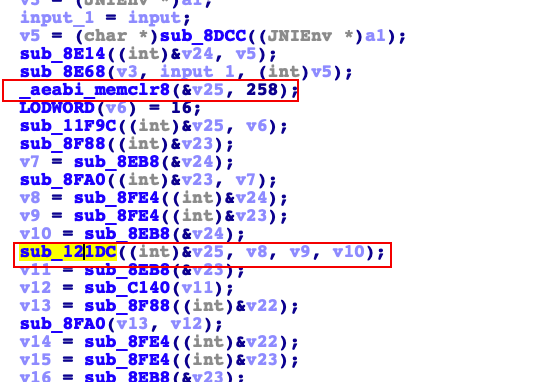 v3 = (JNIEnv *)a1;
input_1 = input;
v5 = (char *)sub_8DCC((JNIEnv *)a1);
sub_8E14((int)&v24, v5);
sub_8E68(v3, input_1, (int)v5);
_aeabi_memclr8(&v25, 258);
LODWORD(v6) = 16;
sub_11F9C((int)&v25, v6);
sub_8F88((int)&v23);
v7 = sub_8EB8(&v24);
sub_8FA0((int)&v23, v7);
v8 = sub_8FE4((int)&v24);
v9 = sub_8FE4((int)&v23);
v10 = sub_8EB8(&v24);
sub_121DC((int)&v25, v8, v9, v10);
v11 = sub_8EB8(&v23);
v12 = sub_C140(v11);
v13 = sub_8F88((int)&v22);
sub_8FA0(v13, v12);
v14 = sub_8FE4((int)&v22);
v15 = sub_8FE4((int)&v23);
v16 = sub_8EB8(&v23);